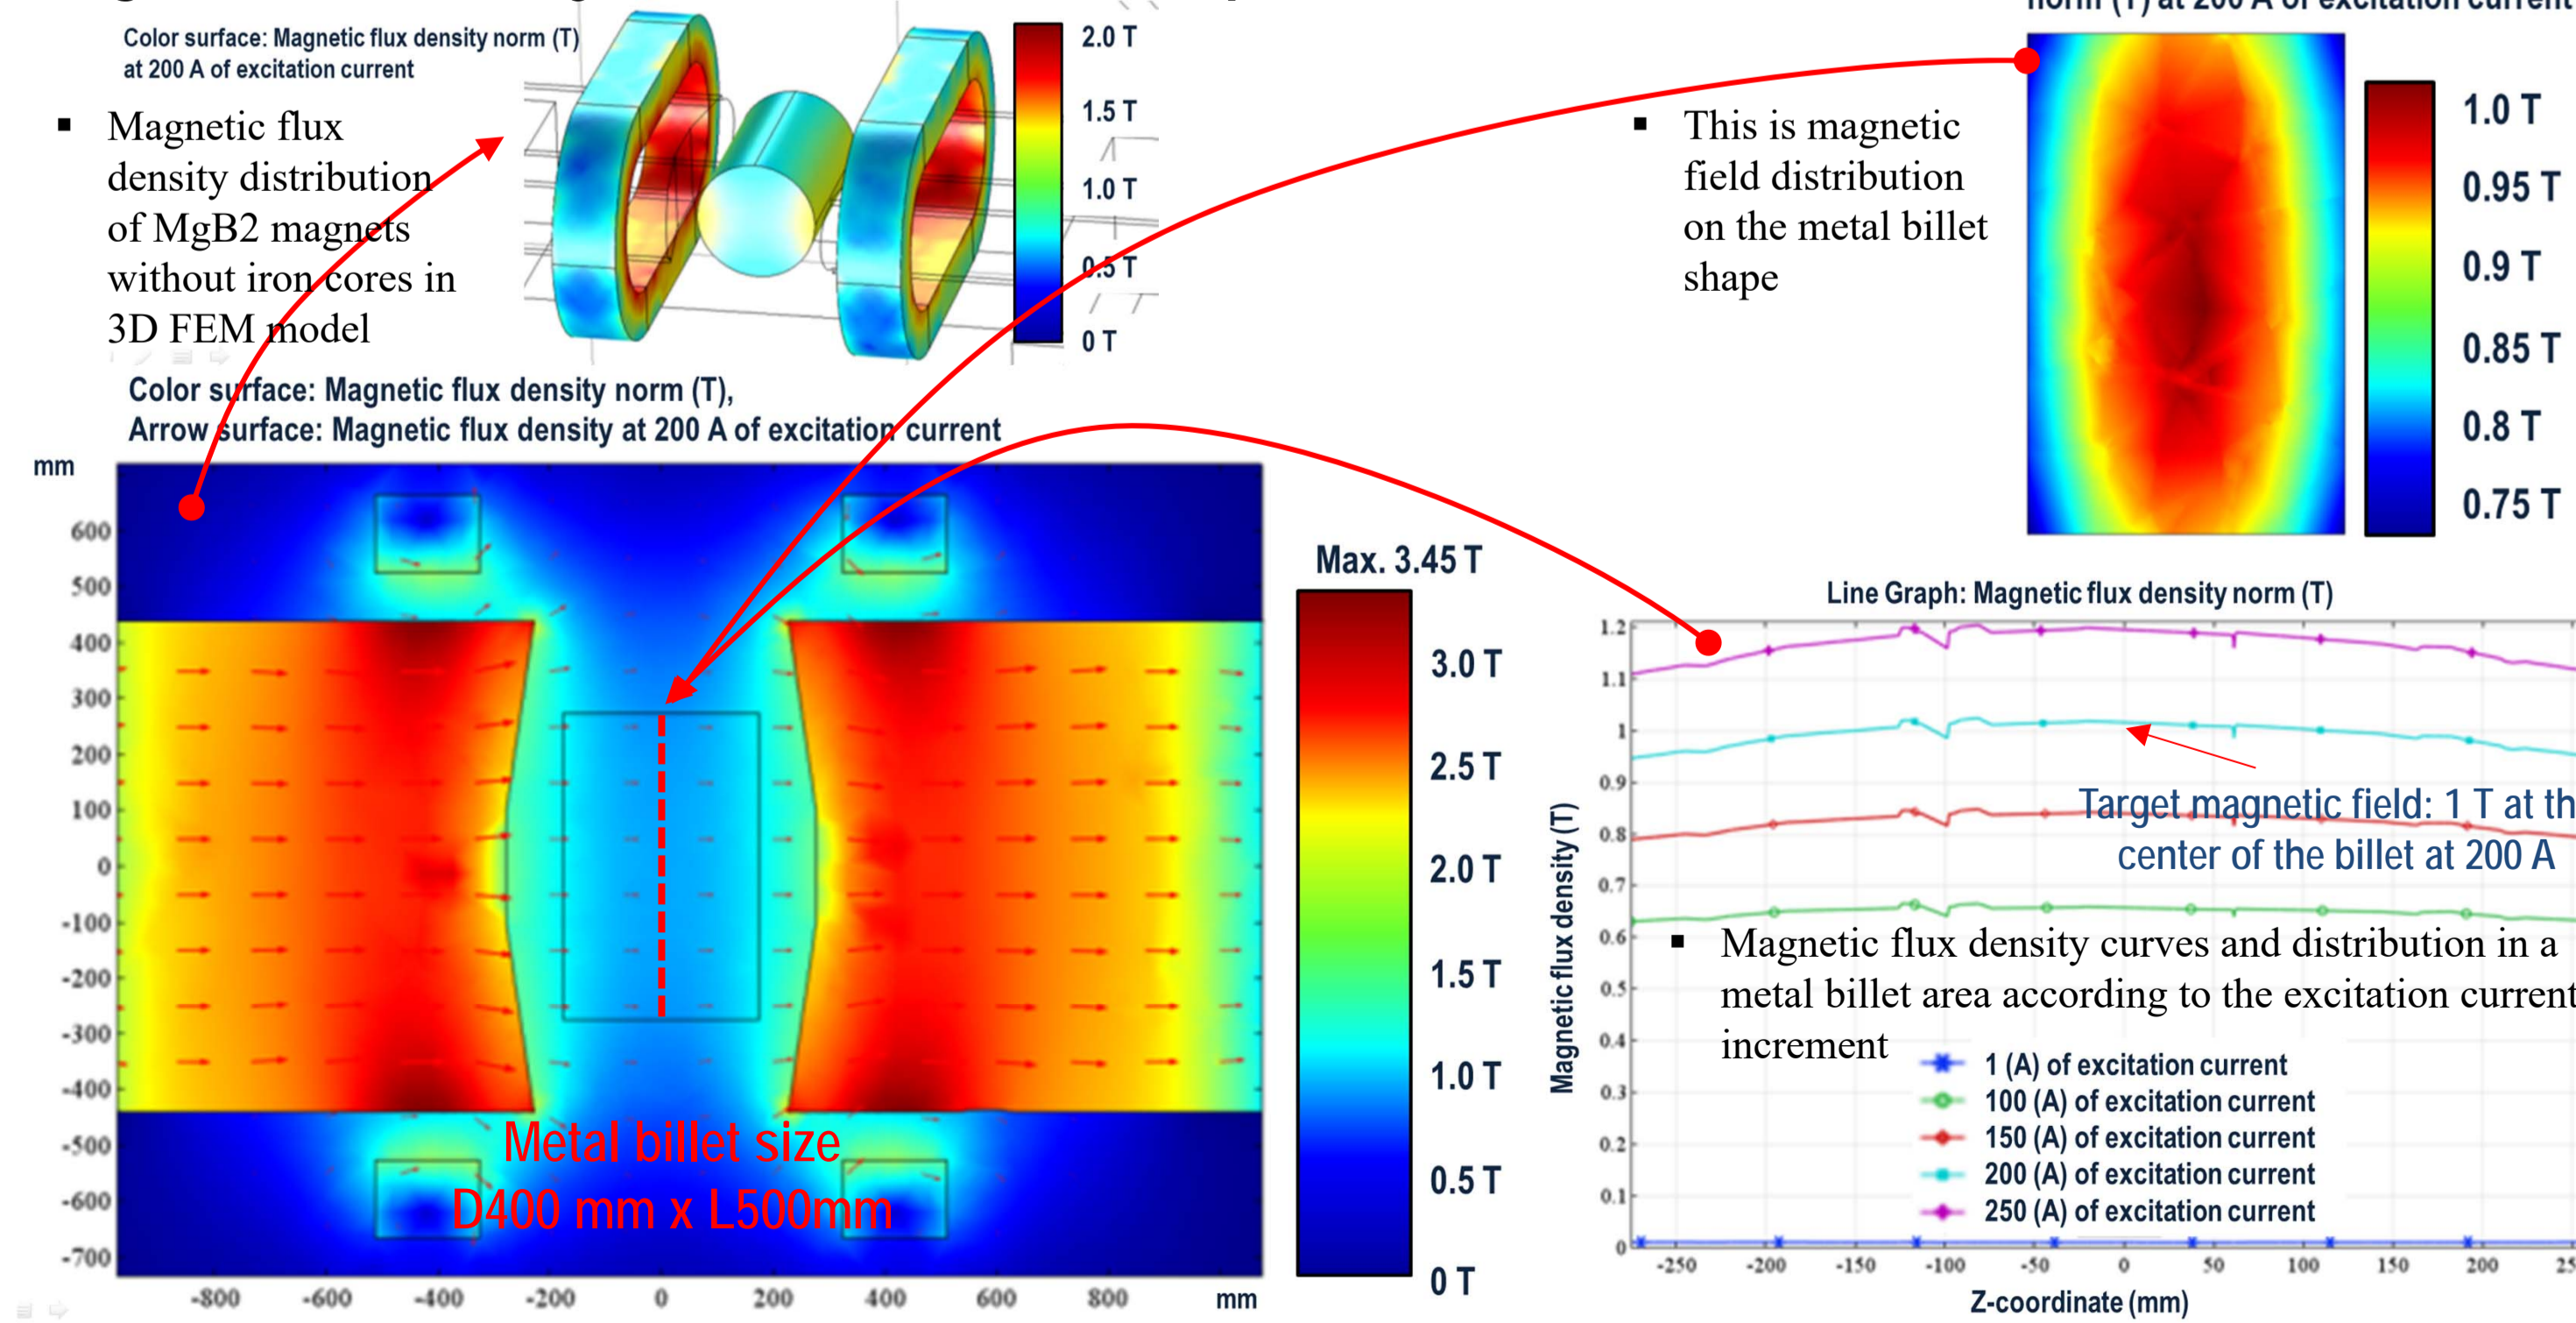 Color surface: Magnetic flux density norm (T)
at 200 A of excitation current
▪ Magnetic flux
density distribution
of MgB2 magnets
without iron cores in
3D FEM model
2.0 T
1.5 T
1.0 T
0.5 T
0 T
norm (T) at 200 A of excitation current
▪ This is magnetic
field distribution
on the metal billet
shape
1.0 T
0.95 T
0.9 T
0.85 T
0.8 T
0.75 T
Color surface: Magnetic flux density norm (T),
Arrow surface: Magnetic flux density at 200 A of excitation current
mm
600
500
400
300
200
100
0
-100
-200
-300
-400
-500
-600
-700
-800 -600 -400 -200 0 200 400 600 800 mm
Metal billet size
D400 mm x L500mm
Max. 3.45 T
3.0 T
2.5 T
2.0 T
1.5 T
1.0 T
0.5 T
0 T
Line Graph: Magnetic flux density norm (T)
Magnetic flux density (T)
1.2
1.1
1
0.9
0.8
0.7
0.6
0.5
0.4
0.3
0.2
0.1
0
Target magnetic field: 1 T at th
center of the billet at 200 A
▪ Magnetic flux density curves and distribution in a
metal billet area according to the excitation current
increment
1 (A) of excitation current
100 (A) of excitation current
150 (A) of excitation current
200 (A) of excitation current
250 (A) of excitation current
-250 -200 -150 -100 -50 0 50 100 150 200 25
Z-coordinate (mm)